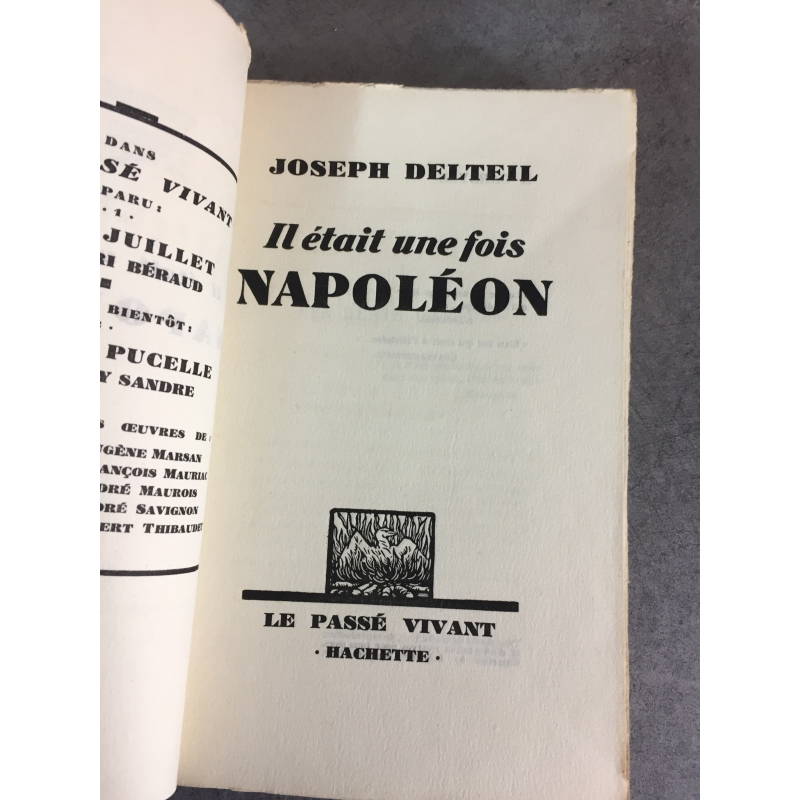 DANS
SÉ VIVANT
PARU:
· 1 ·
JUILLET
RI BÉRAUD
BIENTÔT:
PUCELLE
Y SANDRE
ŒUVRES DE:
UGÈNE MARSAN
ANÇOIS MAURIAC
DRÉ MAUROIS
DRÉ SAVIGNON
ERT THIBAUDET
JOSEPH DELTEIL
Il était une fois
NAPOLÉON
LE PASSÉ VIVANT
· HACHETTE ·